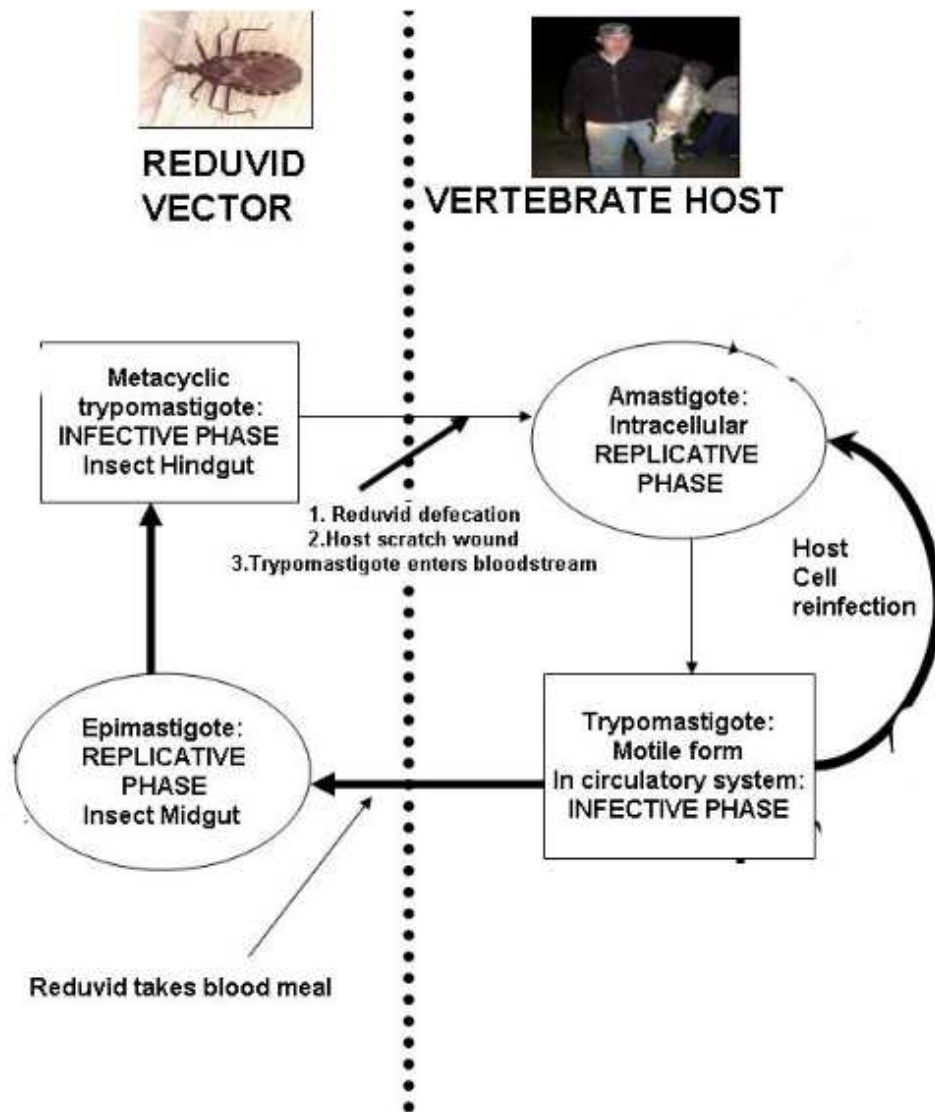 REDUVID
VECTOR
VERTEBRATE HOST
Metacyclic
trypomastigote:
INFECTIVE PHASE
Insect Hindgut
Amastigote:
Intracellular
REPLICATIVE
PHASE
1. Reduvid defecation
2.Host scratch wound
3.Trypomastigote enters bloodstream
Host
Cell
reinfection
Epimastigote:
REPLICATIVE
PHASE
Insect Midgut
Trypomastigote:
Motile form
In circulatory system:
INFECTIVE PHASE
Reduvid takes blood meal